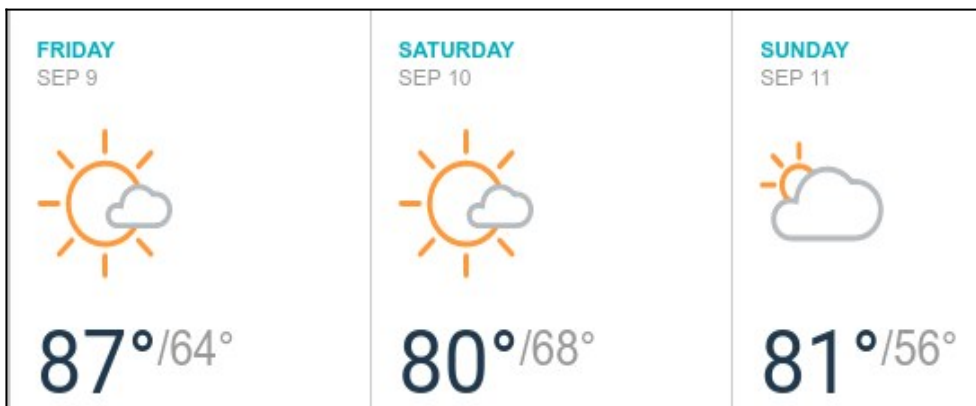 FRIDAY
SEP 9
87°/64°
SATURDAY
SEP 10
80°/68°
SUNDAY
SEP 11
81°/56°